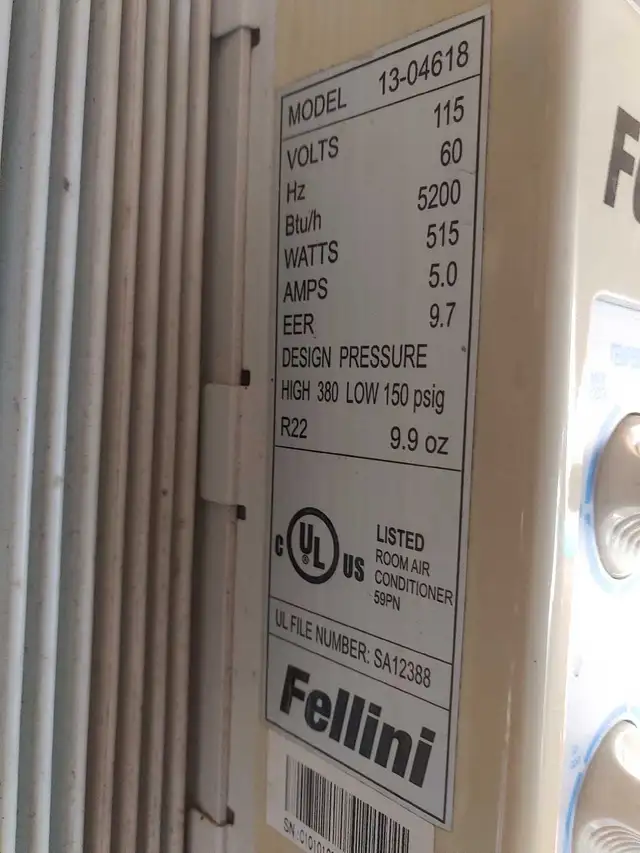 MODEL 13-04618
VOLTS 115
Hz 60
Btu/h 5200
WATTS 515
AMPS 5.0
EER 9.7
DESIGN PRESSURE
HIGH 380 LOW 150 psig
R22 9.9 oz
C UL US
®
LISTED
ROOM AIR
CONDITIONER
59PN
UL FILE NUMBER: SA12388
Fellini
Fe